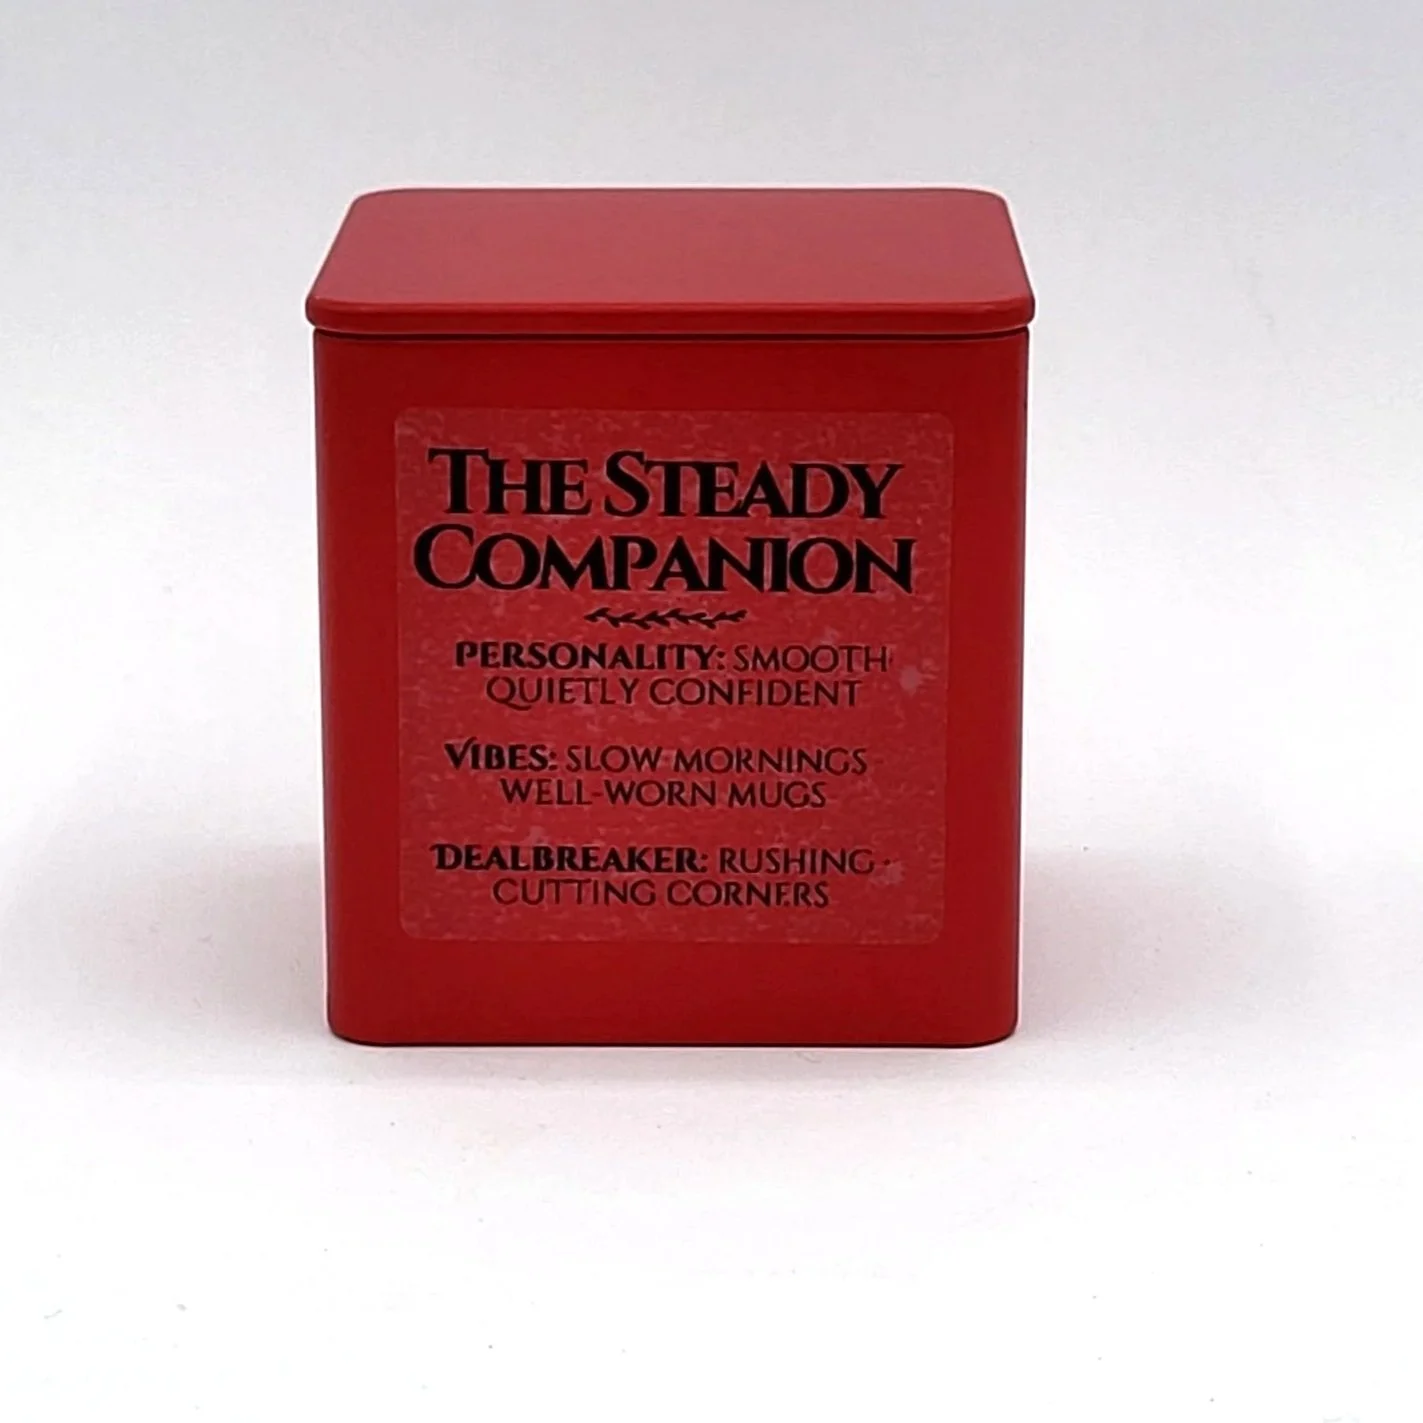 THE STEADY
COMPANION
PERSONALITY: SMOOTH ·
QUIETLY CONFIDENT
VIBES: SLOW MORNINGS ·
WELL-WORN MUGS
DEALBREAKER: RUSHING ·
CUTTING CORNERS